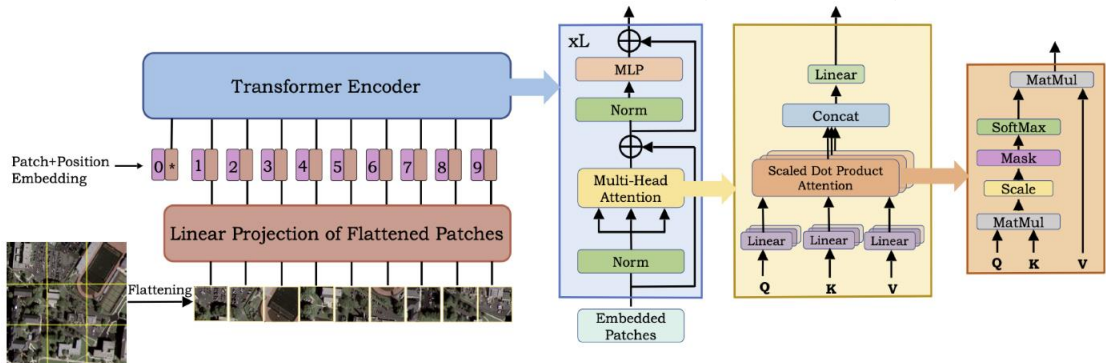 Transformer Encoder
Patch+Position
Embedding
0 * 1 2 3 4 5 6 7 8 9
Linear Projection of Flattened Patches
Flattening
xL
MLP
Norm
Multi-Head
Attention
Norm
Embedded
Patches
Linear
Concat
Scaled Dot Product
Attention
Linear Linear Linear
Q K V
MatMul
SoftMax
Mask
Scale
MatMul
Q K V